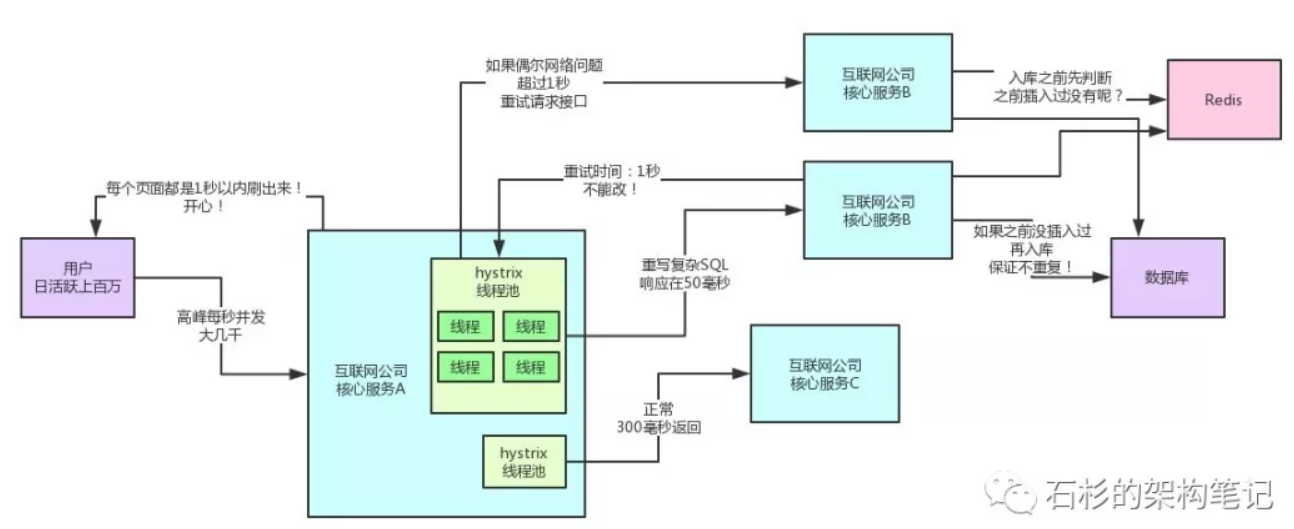 如果偶尔网络问题
超过1秒
重试请求接口
互联网公司
核心服务B
入库之前先判断
之前插入过没有呢？
Redis
每个页面都是1秒以内刷出来！
开心！
重试时间：1秒
不能改！
互联网公司
核心服务B
用户
日活跃上百万
hystrix
线程池
线程
线程
线程
线程
重写复杂SQL
响应在50毫秒
如果之前没插入过
再入库
保证不重复！
数据库
高峰每秒并发
大几千
互联网公司
核心服务A
互联网公司
核心服务C
正常
300毫秒返回
hystrix
线程池
石杉的架构笔记